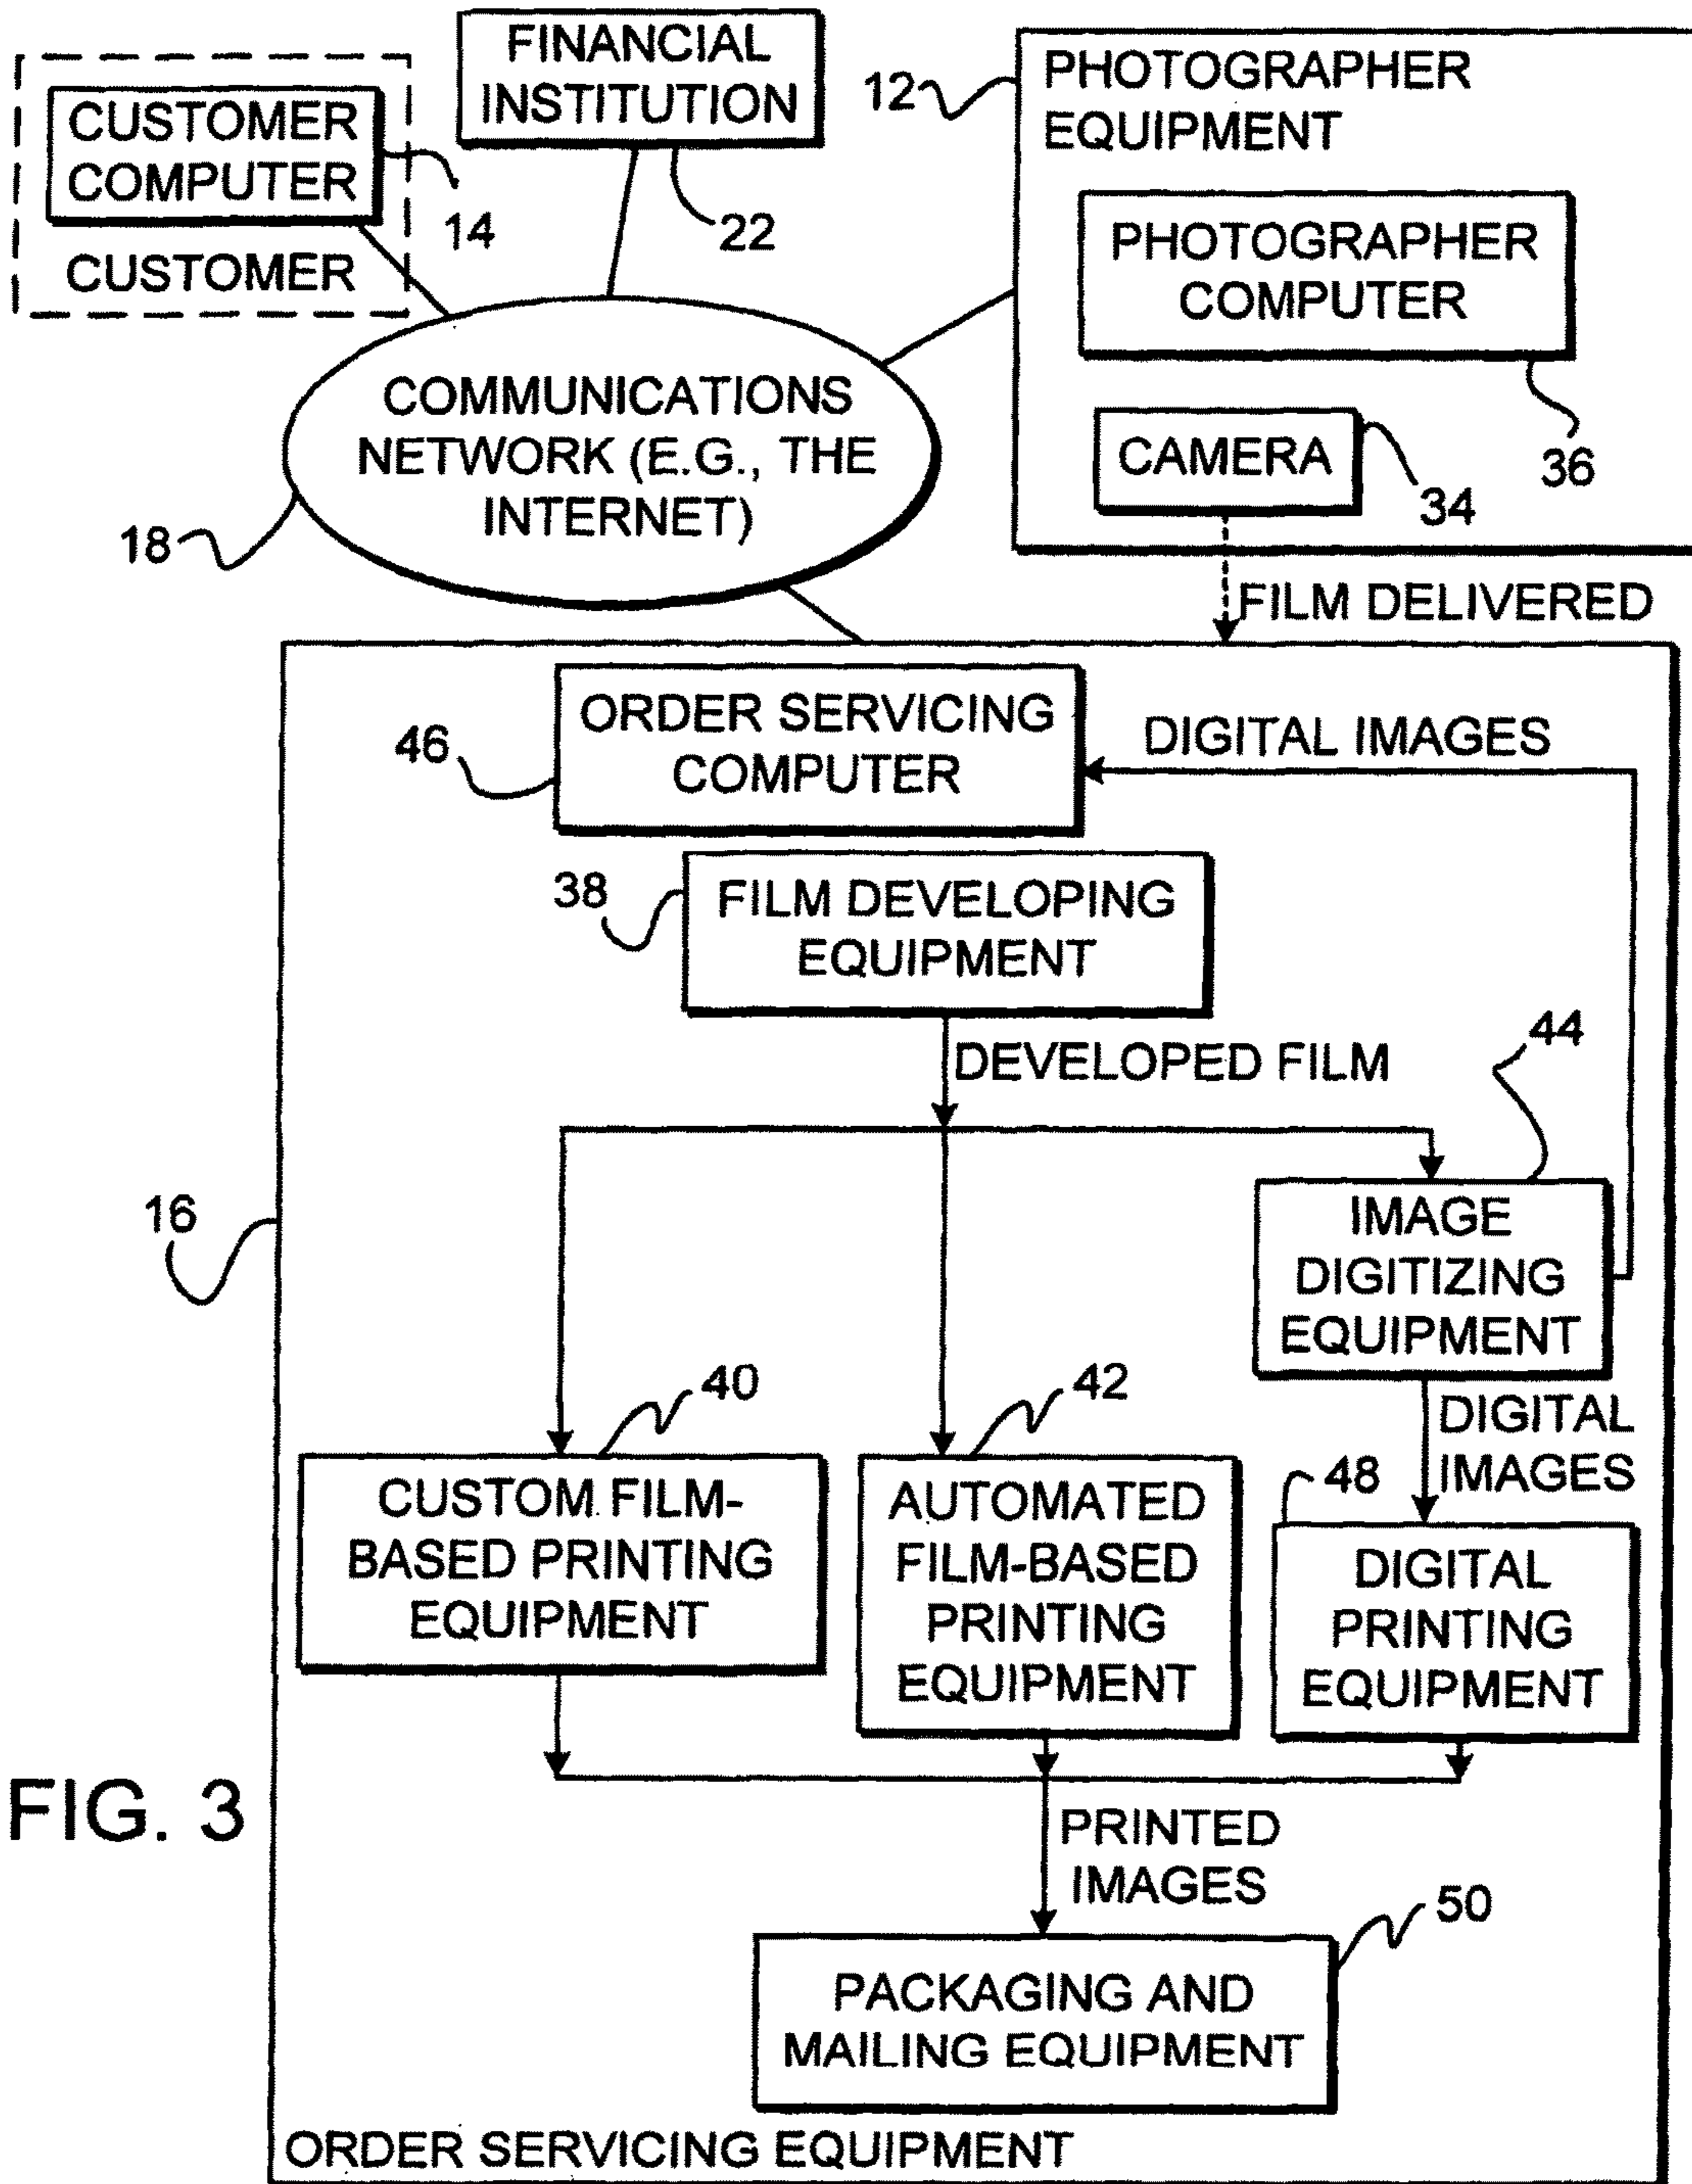 FINANCIAL
INSTITUTION
22
CUSTOMER
COMPUTER
14
CUSTOMER
12
PHOTOGRAPHER
EQUIPMENT
PHOTOGRAPHER
COMPUTER
36
CAMERA
34
COMMUNICATIONS
NETWORK (E.G., THE
INTERNET)
18
FILM DELIVERED
ORDER SERVICING
COMPUTER
46
DIGITAL IMAGES
38
FILM DEVELOPING
EQUIPMENT
DEVELOPED FILM
44
16
IMAGE
DIGITIZING
EQUIPMENT
40
42
DIGITAL
IMAGES
48
CUSTOM FILM-
BASED PRINTING
EQUIPMENT
AUTOMATED
FILM-BASED
PRINTING
EQUIPMENT
DIGITAL
PRINTING
EQUIPMENT
FIG. 3
PRINTED
IMAGES
50
PACKAGING AND
MAILING EQUIPMENT
ORDER SERVICING EQUIPMENT